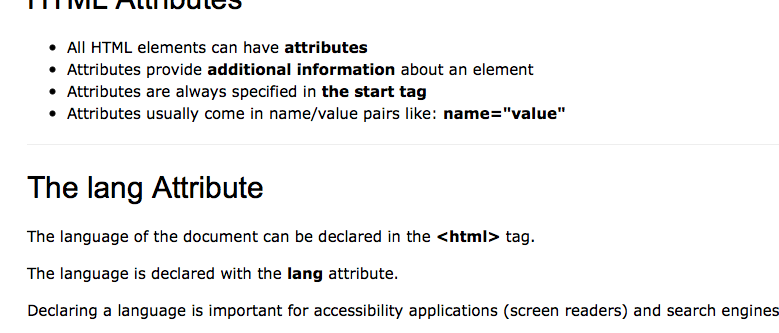 HTML Attributes
• All HTML elements can have attributes
• Attributes provide additional information about an element
• Attributes are always specified in the start tag
• Attributes usually come in name/value pairs like: name="value"
The lang Attribute
The language of the document can be declared in the <html> tag.
The language is declared with the lang attribute.
Declaring a language is important for accessibility applications (screen readers) and search engines